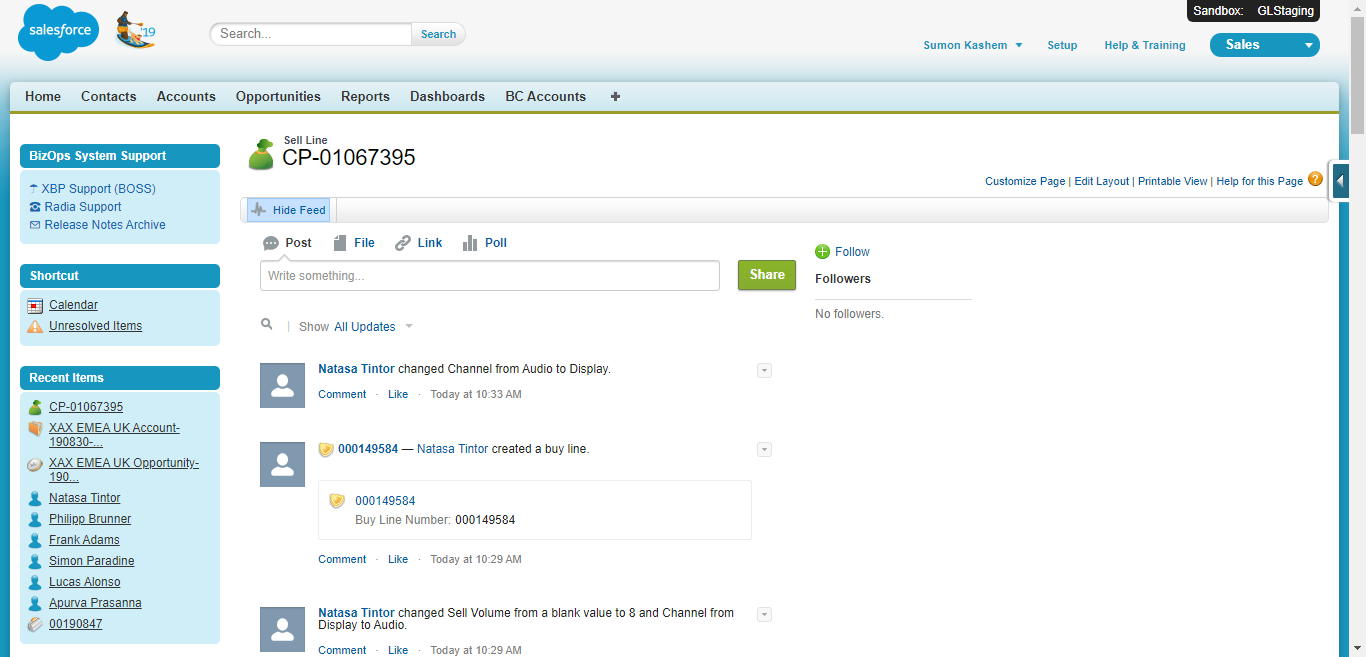 Sandbox: GLStaging
salesforce
'19
Search...
Search
Sumon Kashem
Setup
Help & Training
Sales
Home
Contacts
Accounts
Opportunities
Reports
Dashboards
BC Accounts
+
BizOps System Support
XBP Support (BOSS)
Radia Support
Release Notes Archive
Shortcut
Calendar
Unresolved Items
Recent Items
CP-01067395
XAX EMEA UK Account-
190830-...
XAX EMEA UK Opportunity-
190...
Natasa Tintor
Philipp Brunner
Frank Adams
Simon Paradine
Lucas Alonso
Apurva Prasanna
00190847
Sell Line
CP-01067395
Customize Page | Edit Layout | Printable View | Help for this Page ?
Hide Feed
Post
File
Link
Poll
Write something...
Share
Show All Updates
Follow
Followers
No followers.
Natasa Tintor changed Channel from Audio to Display.
Comment · Like · Today at 10:33 AM
000149584 — Natasa Tintor created a buy line.
000149584
Buy Line Number: 000149584
Comment · Like · Today at 10:29 AM
Natasa Tintor changed Sell Volume from a blank value to 8 and Channel from
Display to Audio.
Comment · Like · Today at 10:29 AM